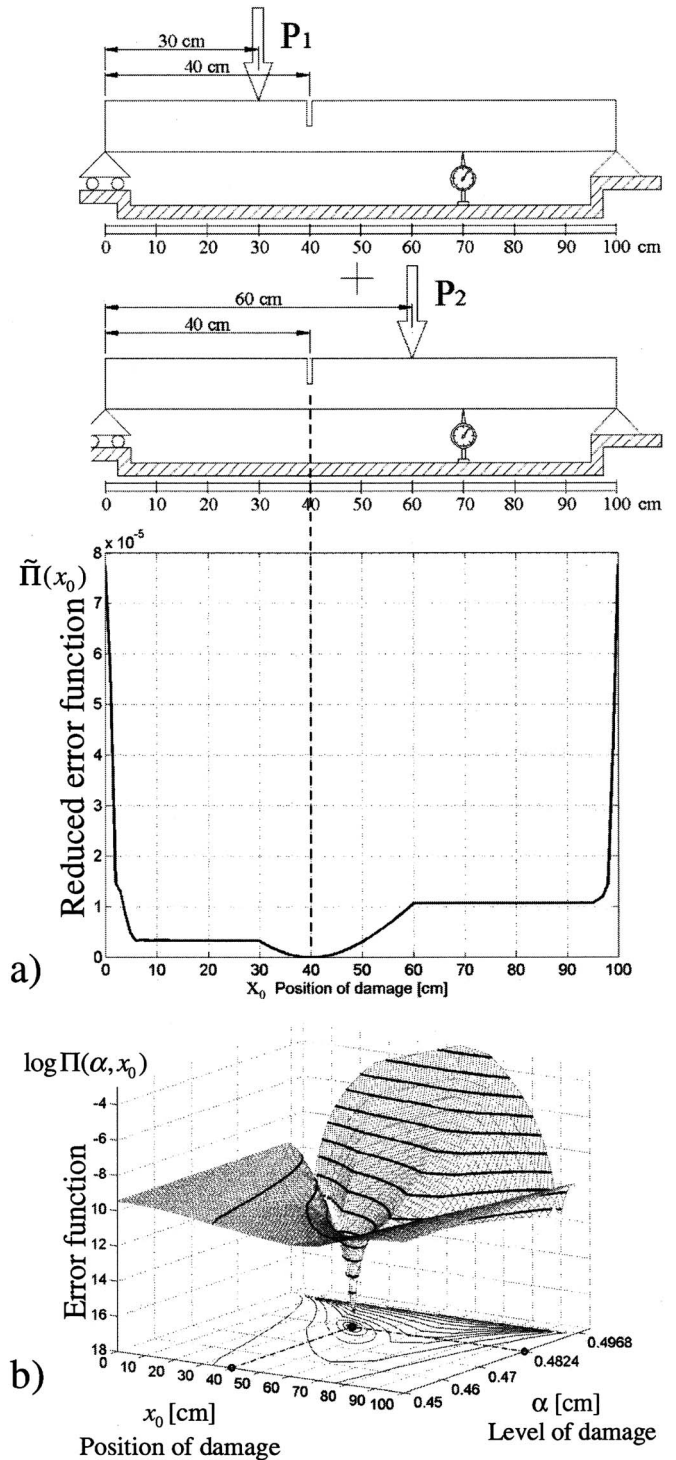 30 cm
P1
40 cm
0 10 20 30 40 50 60 70 80 90 100 cm
60 cm
P2
40 cm
0 10 20 30 40 50 60 70 80 90 100 cm
x 10⁻⁵
Π̃(x₀)
Reduced error function
8
7
6
5
4
3
2
1
0
0 10 20 30 40 50 60 70 80 90 100
X₀ Position of damage [cm]
a)
log Π(α, x₀)
Error function
-4
-6
-8
10
12
14
16
18
0 10 20 30 40 50 60 70 80 90 100
0.45 0.46 0.47 0.4824 0.4968
b)
x₀ [cm]
Position of damage
α [cm]
Level of damage